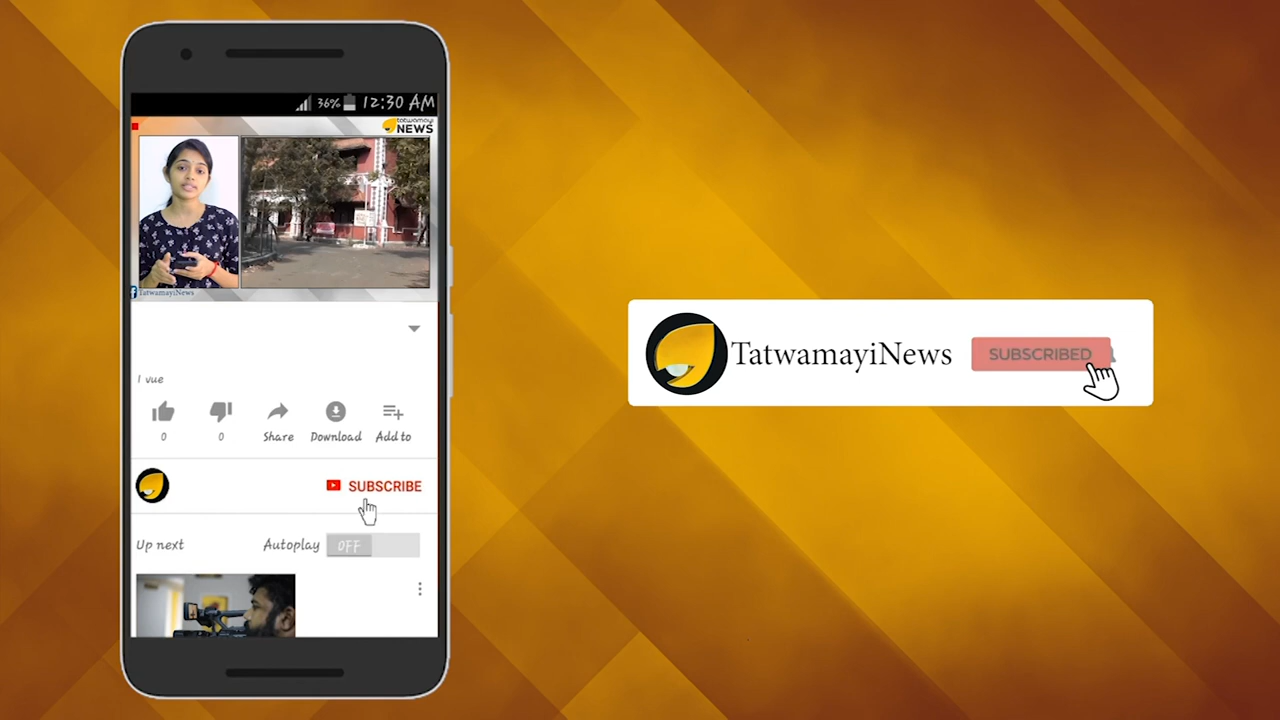 36% 12:30 AM
tatwamayi
NEWS
TatwamayiNews
1 vue
0 0 Share Download Add to
SUBSCRIBE
Up next Autoplay OFF
TatwamayiNews SUBSCRIBED